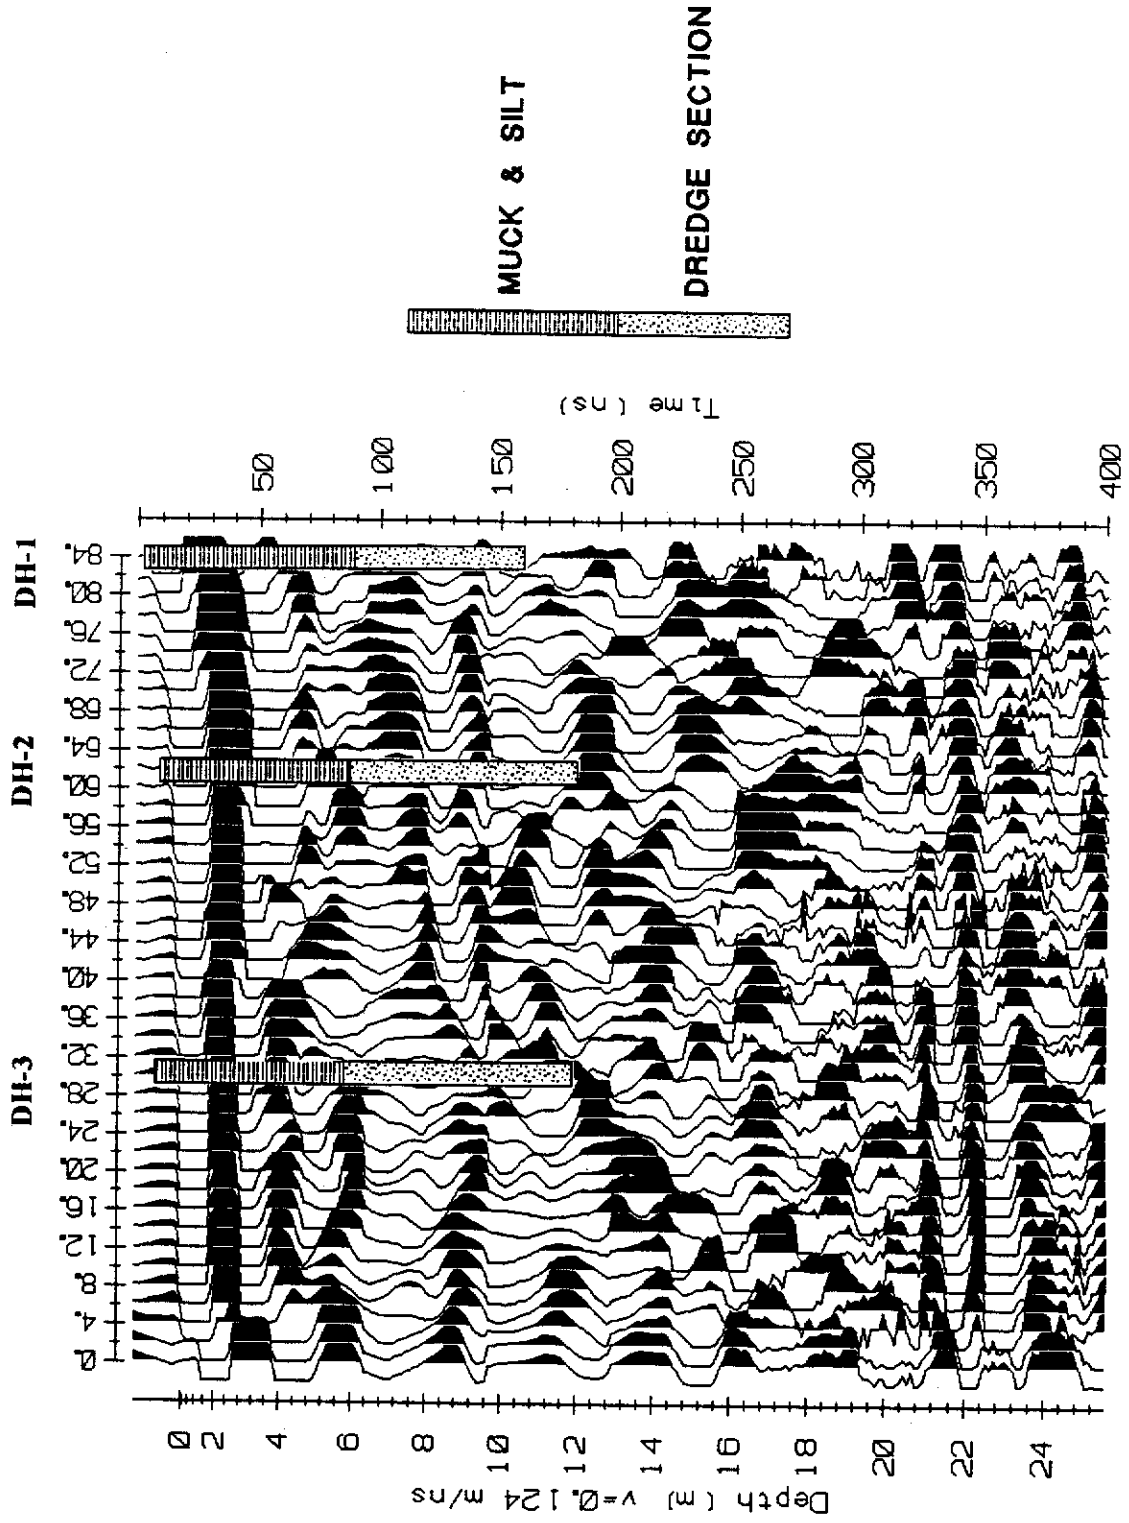 DH-3
DH-2
DH-1
0. 4. 8. 12. 16. 20. 24. 28. 32. 36. 40. 44. 48. 52. 56. 60. 64. 68. 72. 76. 80. 84.
Depth (m) v=0.124 m/ns
0
2
4
6
8
10
12
14
16
18
20
22
24
50
100
150
200
250
300
350
400
Time (ns)
MUCK & SILT
DREDGE SECTION